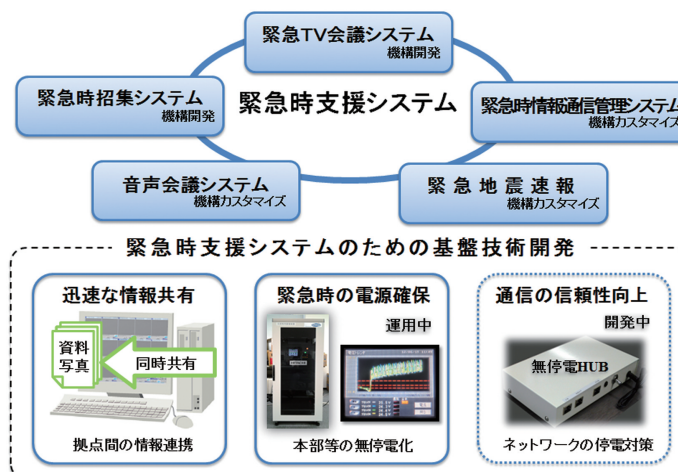 緊急TV会議システム
機構開発
緊急時招集システム
機構開発
緊急時支援システム
緊急時情報通信管理システム
機構カスタマイズ
音声会議システム
機構カスタマイズ
緊急地震速報
機構カスタマイズ
緊急時支援システムのための基盤技術開発
迅速な情報共有
資料
写真
同時共有
拠点間の情報連携
緊急時の電源確保
運用中
本部等の無停電化
通信の信頼性向上
開発中
無停電HUB
ネットワークの停電対策